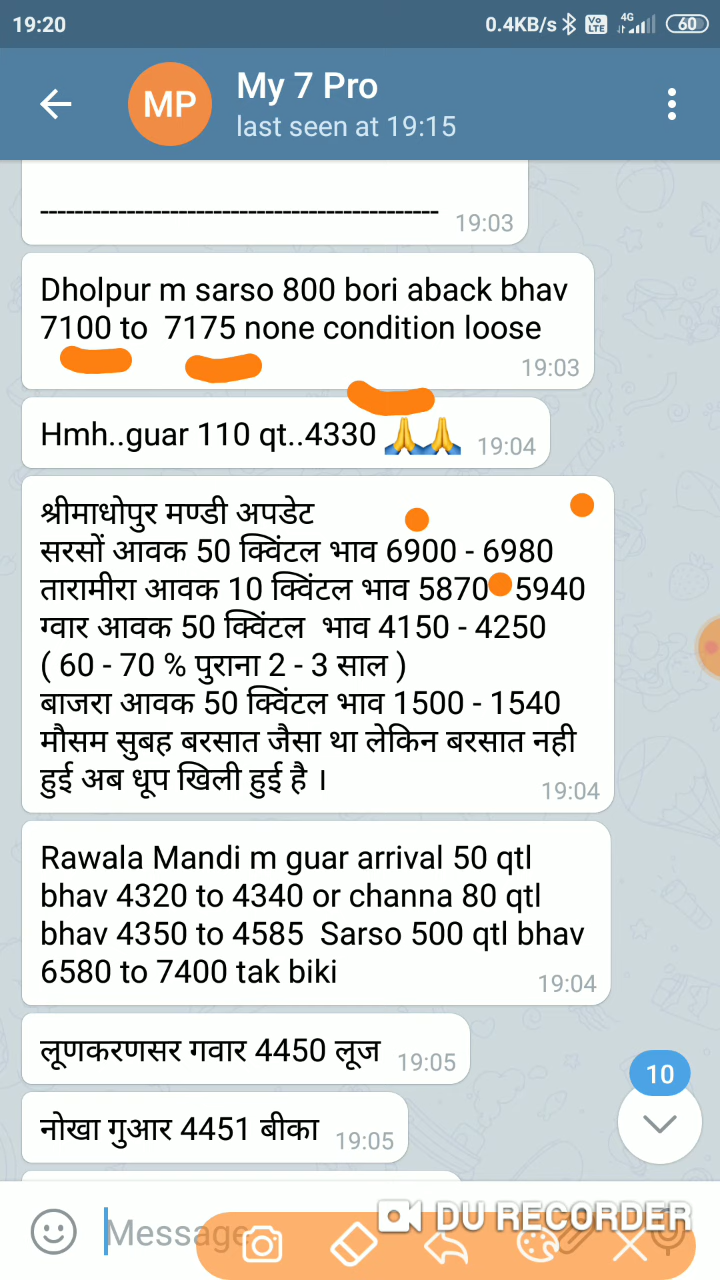 19:20
0.4KB/s VoLTE 4G 60
MP
My 7 Pro
last seen at 19:15
---------------------------------------------
19:03
Dholpur m sarso 800 bori aback bhav
7100 to 7175 none condition loose
19:03
Hmh..guar 110 qt..4330 🙏🙏
19:04
श्रीमाधोपुर मण्डी अपडेट
सरसों आवक 50 क्विंटल भाव 6900 - 6980
तारामीरा आवक 10 क्विंटल भाव 5870 5940
ग्वार आवक 50 क्विंटल भाव 4150 - 4250
( 60 - 70 % पुराना 2 - 3 साल )
बाजरा आवक 50 क्विंटल भाव 1500 - 1540
मौसम सुबह बरसात जैसा था लेकिन बरसात नही
हुई अब धूप खिली हुई है ।
19:04
Rawala Mandi m guar arrival 50 qtl
bhav 4320 to 4340 or channa 80 qtl
bhav 4350 to 4585 Sarso 500 qtl bhav
6580 to 7400 tak biki
19:04
लूणकरणसर गवार 4450 लूज
19:05
10
नोखा गुआर 4451 बीका
19:05
Message
DU RECORDER